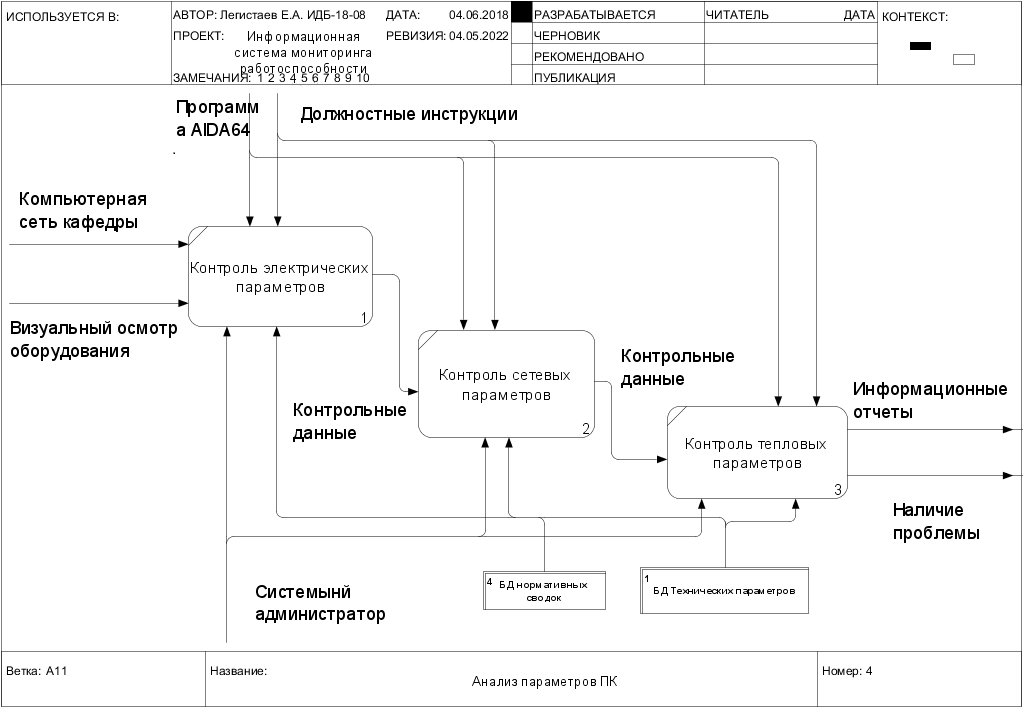 ИСПОЛЬЗУЕТСЯ В:
АВТОР: Легистаев Е.А. ИДБ-18-08
ДАТА: 04.06.2018
ПРОЕКТ: Информационная
система мониторинга
работоспособности
РЕВИЗИЯ: 04.05.2022
ЗАМЕЧАНИЯ: 1 2 3 4 5 6 7 8 9 10
РАЗРАБАТЫВАЕТСЯ
ЧЕРНОВИК
РЕКОМЕНДОВАНО
ПУБЛИКАЦИЯ
ЧИТАТЕЛЬ ДАТА
КОНТЕКСТ:
Программ
а AIDA64
.
Должностные инструкции
Компьютерная
сеть кафедры
Контроль электрических
параметров
1
Визуальный осмотр
оборудования
Контроль сетевых
параметров
2
Контрольные
данные
Контрольные
данные
Информационные
отчеты
Контроль тепловых
параметров
3
Наличие
проблемы
Системынй
администратор
4 БД нормативных
сводок
1
БД Технических параметров
Ветка: А11
Название:
Анализ параметров ПК
Номер: 4